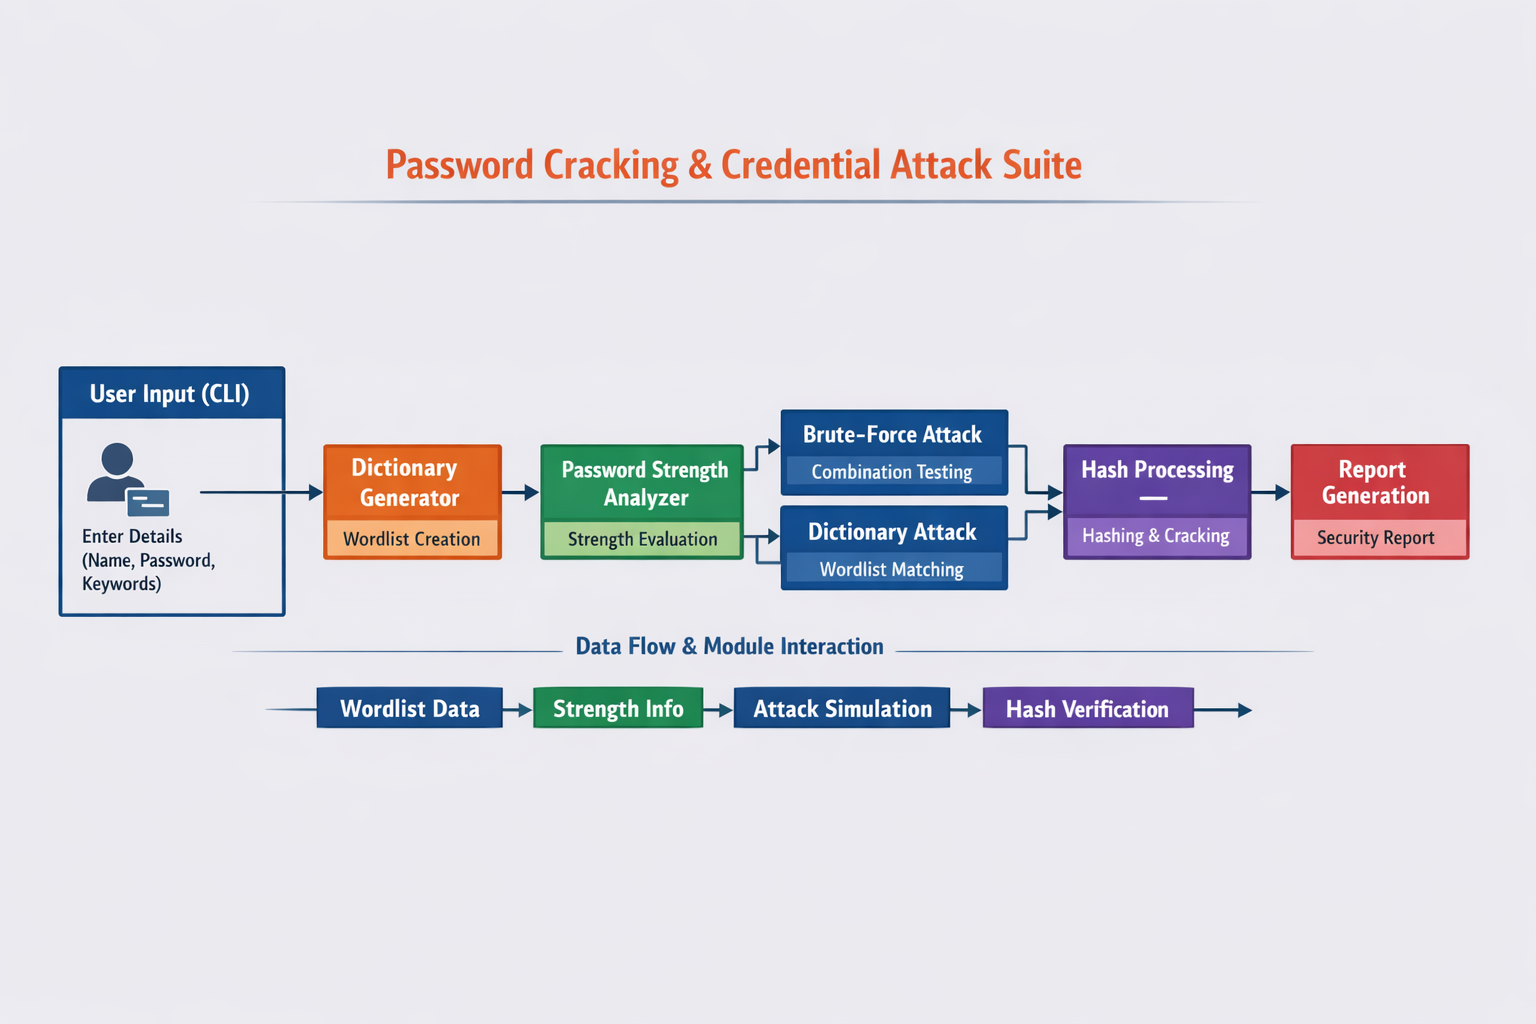 Password Cracking & Credential Attack Suite
User Input (CLI)
Enter Details
(Name, Password,
Keywords)
Dictionary
Generator
Wordlist Creation
Password Strength
Analyzer
Strength Evaluation
Brute-Force Attack
Combination Testing
Dictionary Attack
Wordlist Matching
Hash Processing
Hashing & Cracking
Report
Generation
Security Report
Data Flow & Module Interaction
Wordlist Data
Strength Info
Attack Simulation
Hash Verification